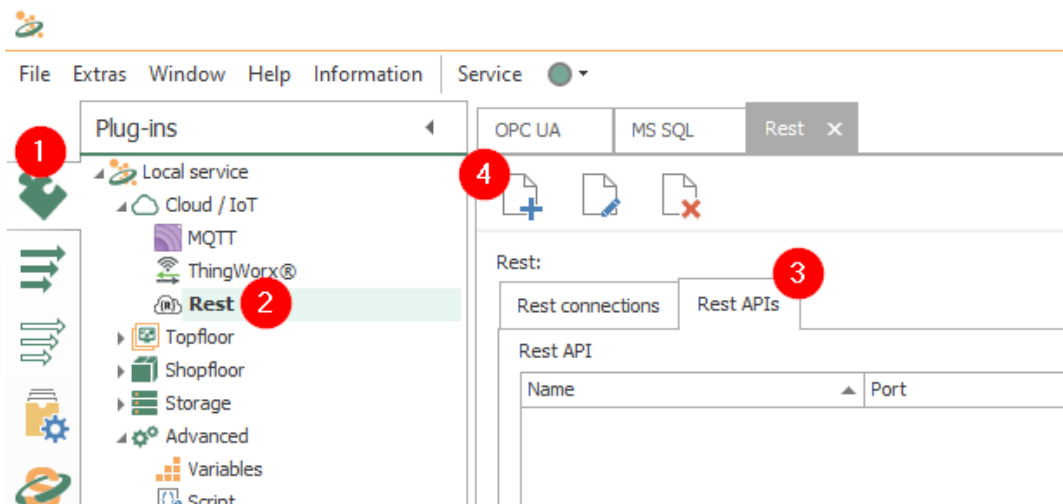 File Extras Window Help Information Service
Plug-ins
OPC UA MS SQL Rest
1
Local service
4
Cloud / IoT
MQTT
ThingWorx®
Rest 2
Topfloor
Shopfloor
Storage
Advanced
Variables
Script
Rest:
3
Rest connections Rest APIs
Rest API
Name Port